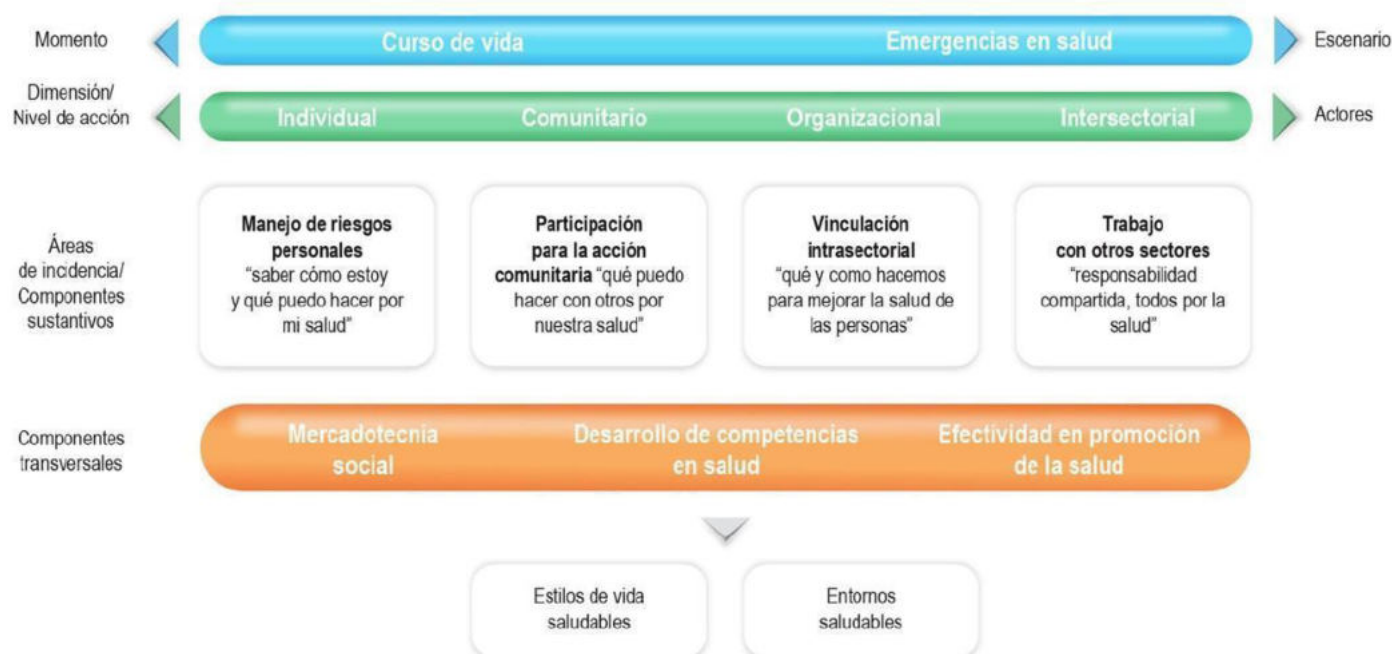 Momento
Curso de vida
Emergencias en salud
Escenario
Dimensión/
Nivel de acción
Individual
Comunitario
Organizacional
Intersectorial
Actores
Áreas
de incidencia/
Componentes
sustantivos
Manejo de riesgos
personales
“saber cómo estoy
y qué puedo hacer por
mi salud”
Participación
para la acción
comunitaria “qué puedo
hacer con otros por
nuestra salud”
Vinculación
intrasectorial
“qué y como hacemos
para mejorar la salud de
las personas”
Trabajo
con otros sectores
“responsabilidad
compartida, todos por la
salud”
Componentes
transversales
Mercadotecnia
social
Desarrollo de competencias
en salud
Efectividad en promoción
de la salud
Estilos de vida
saludables
Entornos
saludables